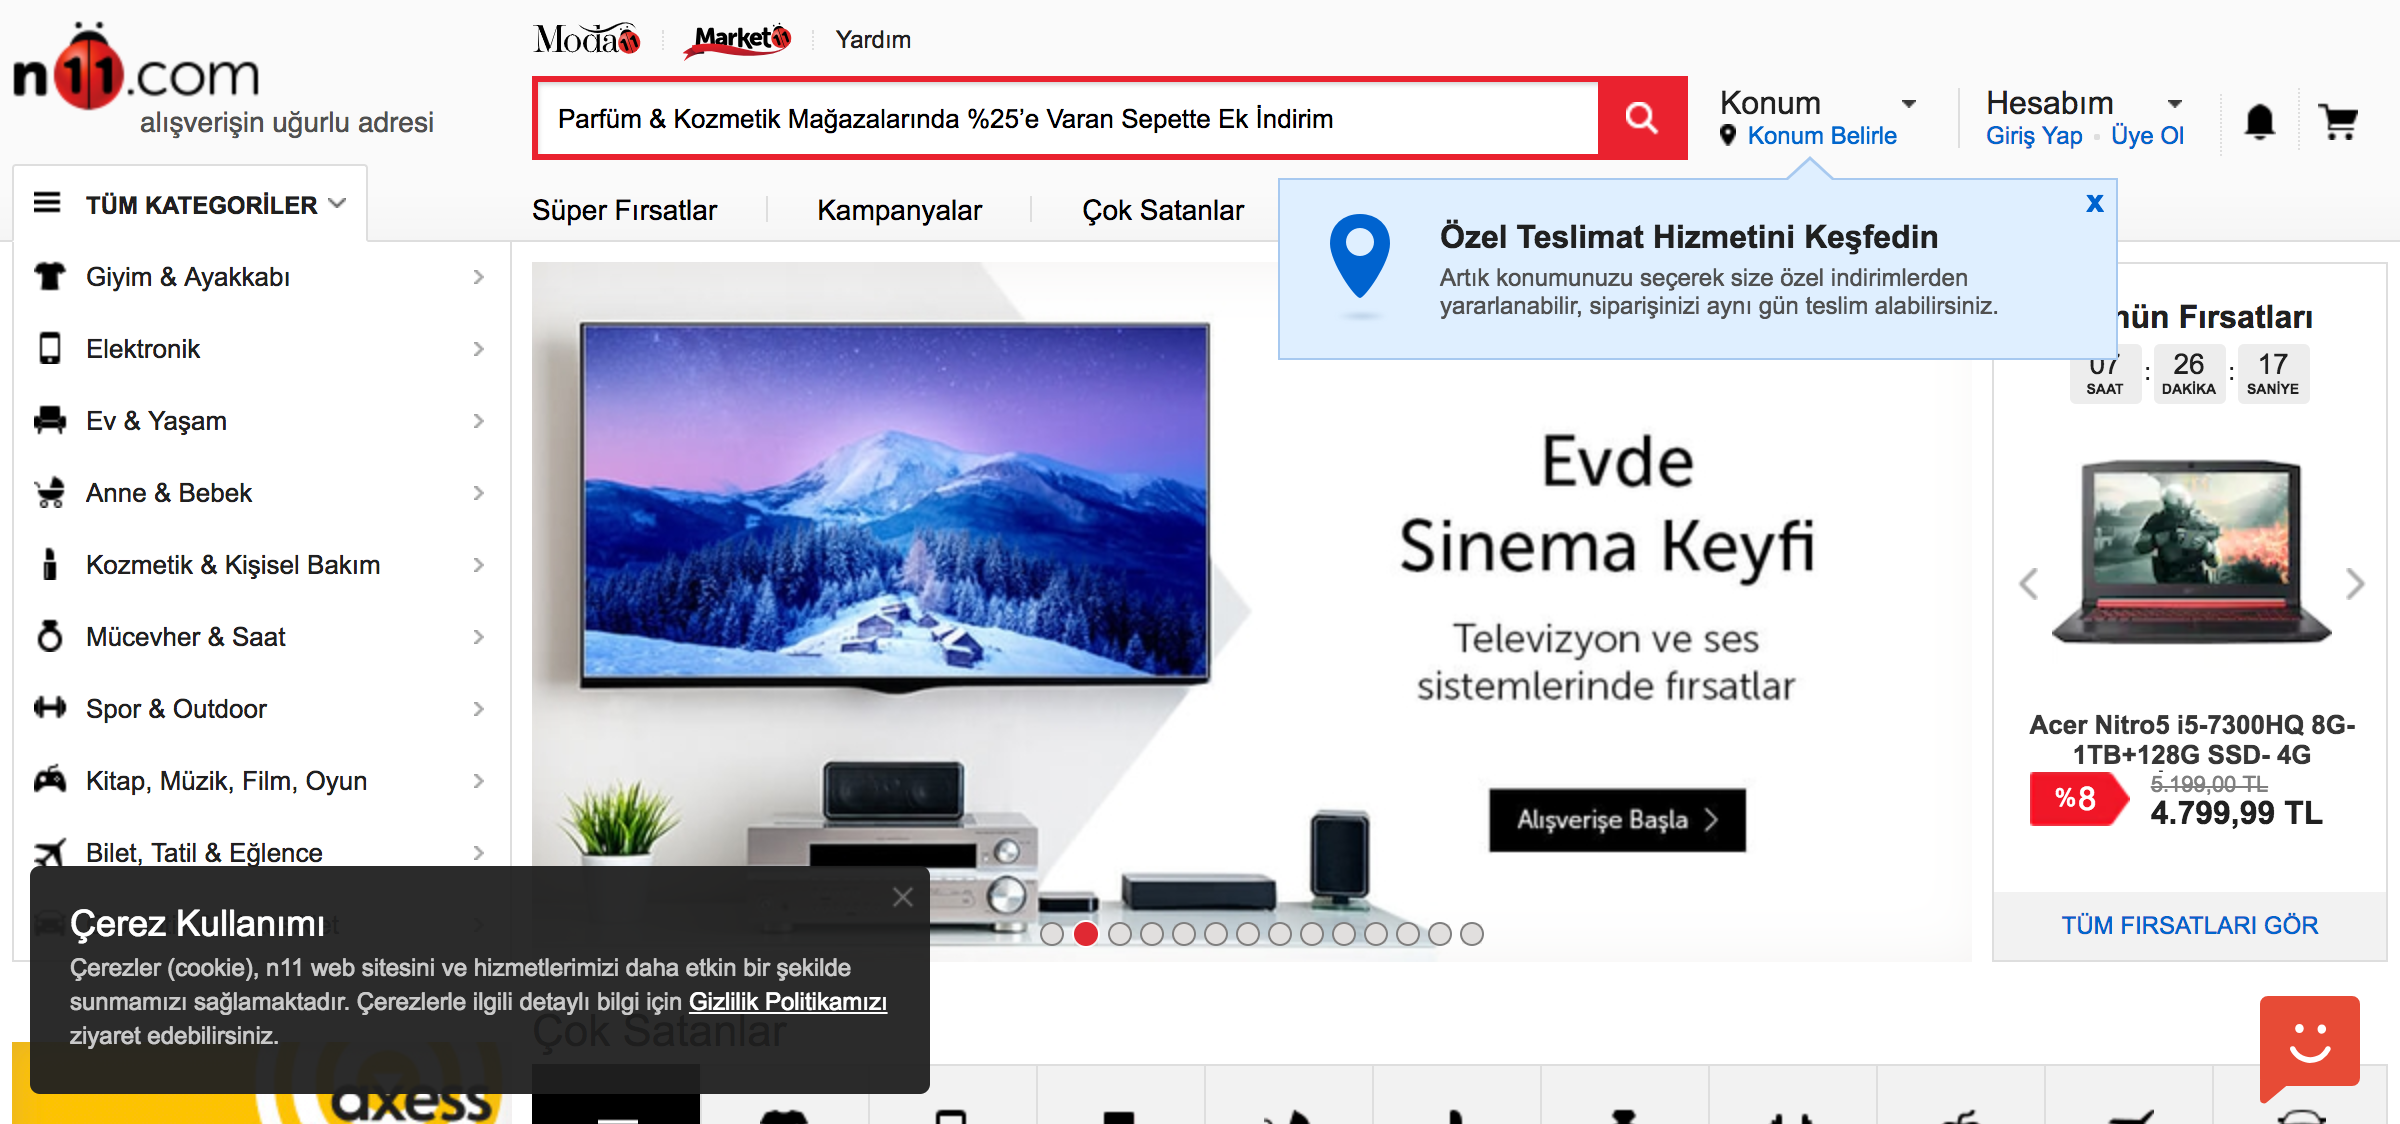 n11.com
alışverişin uğurlu adresi
Moda11
Market11
Yardım
Parfüm & Kozmetik Mağazalarında %25'e Varan Sepette Ek İndirim
Konum
Konum Belirle
Hesabım
Giriş Yap
Üye Ol
TÜM KATEGORİLER
Süper Fırsatlar
Kampanyalar
Çok Satanlar
Özel Teslimat Hizmetini Keşfedin
x
Artık konumunuzu seçerek size özel indirimlerden
yararlanabilir, siparişinizi aynı gün teslim alabilirsiniz.
Giyim & Ayakkabı
Elektronik
Ev & Yaşam
Anne & Bebek
Kozmetik & Kişisel Bakım
Mücevher & Saat
Spor & Outdoor
Kitap, Müzik, Film, Oyun
Bilet, Tatil & Eğlence
Evde
Sinema Keyfi
Televizyon ve ses
sistemlerinde fırsatlar
Alışverişe Başla
Fırsatları
07 : 26 : 17
SAAT DAKİKA SANİYE
Acer Nitro5 i5-7300HQ 8G-
1TB+128G SSD- 4G
%8
5.199,00 TL
4.799,99 TL
TÜM FIRSATLARI GÖR
Çerez Kullanımı
Çerezler (cookie), n11 web sitesini ve hizmetlerimizi daha etkin bir şekilde
sunmamızı sağlamaktadır. Çerezlerle ilgili detaylı bilgi için Gizlilik Politikamızı
ziyaret edebilirsiniz.
Çok Satanlar
axess